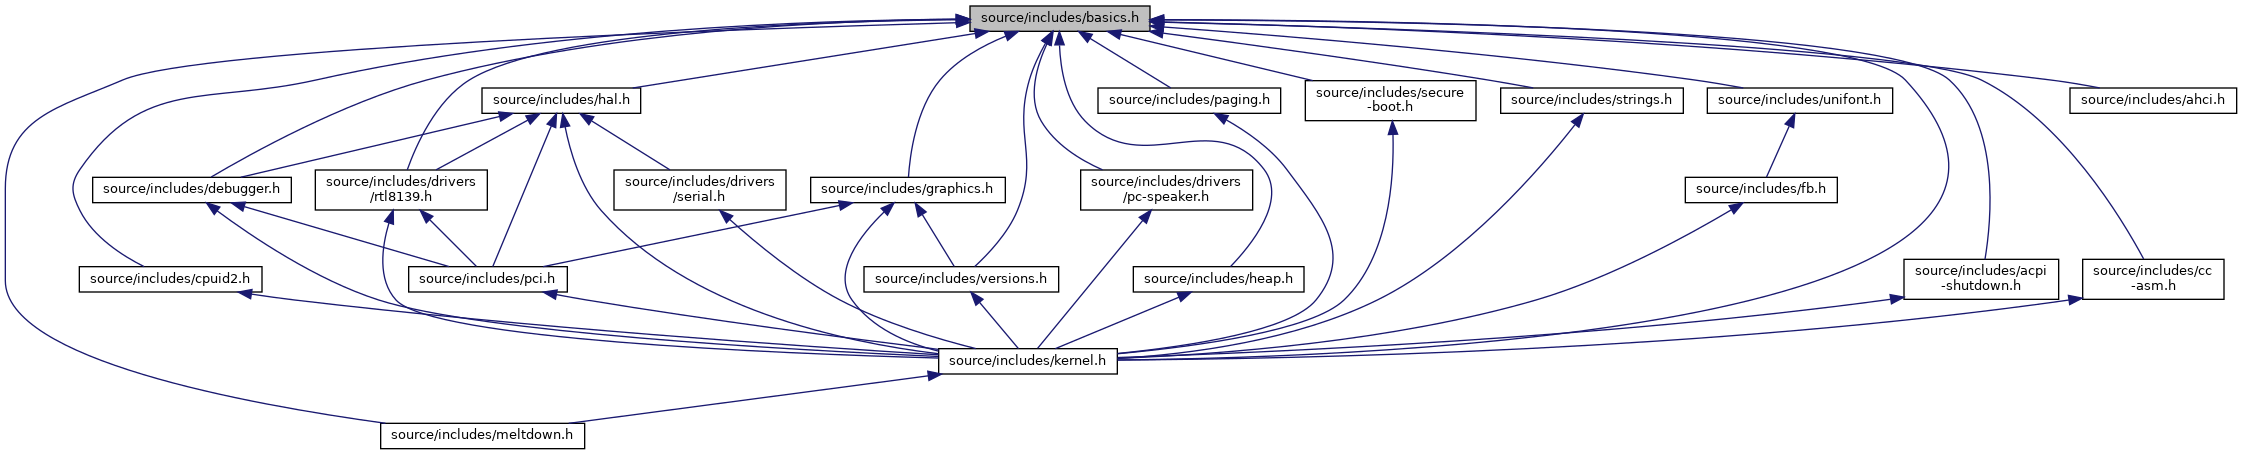 source/includes/basics.h
source/includes/hal.h
source/includes/paging.h
source/includes/secure
-boot.h
source/includes/strings.h
source/includes/unifont.h
source/includes/ahci.h
source/includes/debugger.h
source/includes/drivers
/rtl8139.h
source/includes/drivers
/serial.h
source/includes/graphics.h
source/includes/drivers
/pc-speaker.h
source/includes/fb.h
source/includes/cpuid2.h
source/includes/pci.h
source/includes/versions.h
source/includes/heap.h
source/includes/acpi
-shutdown.h
source/includes/cc
-asm.h
source/includes/kernel.h
source/includes/meltdown.h